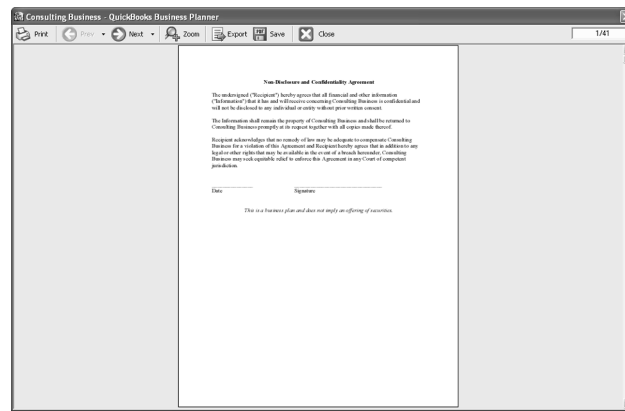 Consulting Business - QuickBooks Business Planner
Print Prev Next Zoom Export PDF Save Close 1/41
Non-Disclosure and Confidentiality Agreement
The undersigned ("Recipient") hereby agrees that all financial and other information
("Information") that it has and will receive concerning Consulting Business is confidential and
will not be disclosed to any individual or entity without prior written consent.
The Information shall remain the property of Consulting Business and shall be returned to
Consulting Business promptly at its request together with all copies made thereof.
Recipient acknowledges that no remedy of law may be adequate to compensate Consulting
Business for a violation of this Agreement and Recipient hereby agrees that in addition to any
legal or other rights that may be available in the event of a breach hereunder, Consulting
Business may seek equitable relief to enforce this Agreement in any Court of competent
jurisdiction.
Date Signature
This is a business plan and does not imply an offering of securities.